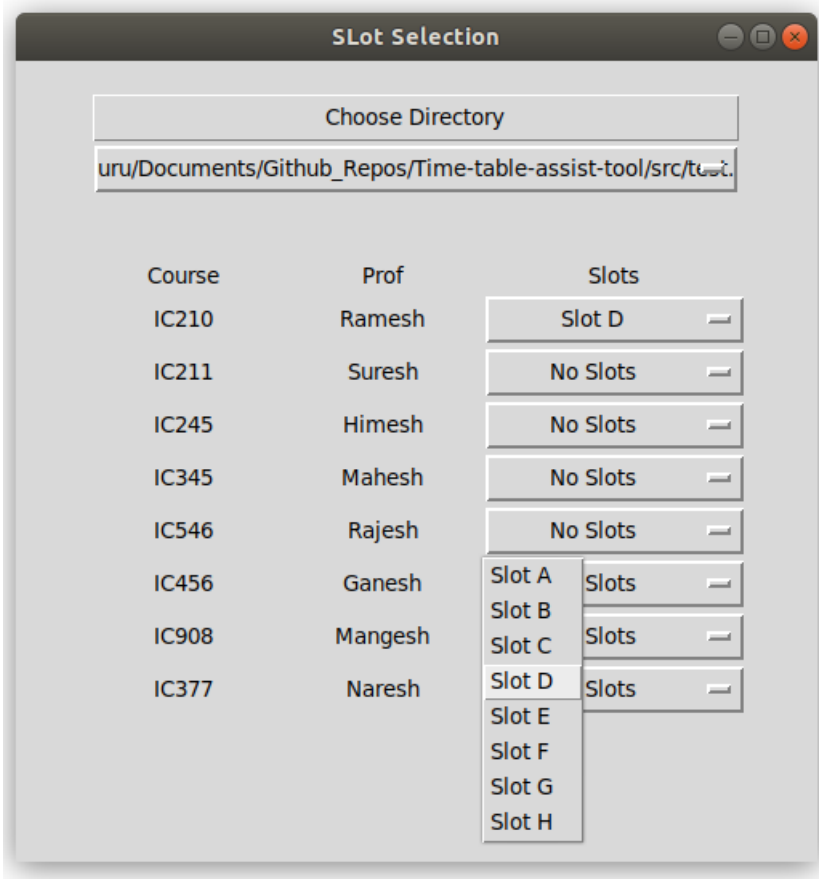 SLot Selection
Choose Directory
uru/Documents/Github_Repos/Time-table-assist-tool/src/test.
Course Prof Slots
IC210 Ramesh Slot D
IC211 Suresh No Slots
IC245 Himesh No Slots
IC345 Mahesh No Slots
IC546 Rajesh No Slots
IC456 Ganesh Slots
IC908 Mangesh Slots
IC377 Naresh Slots
Slot A
Slot B
Slot C
Slot D
Slot E
Slot F
Slot G
Slot H